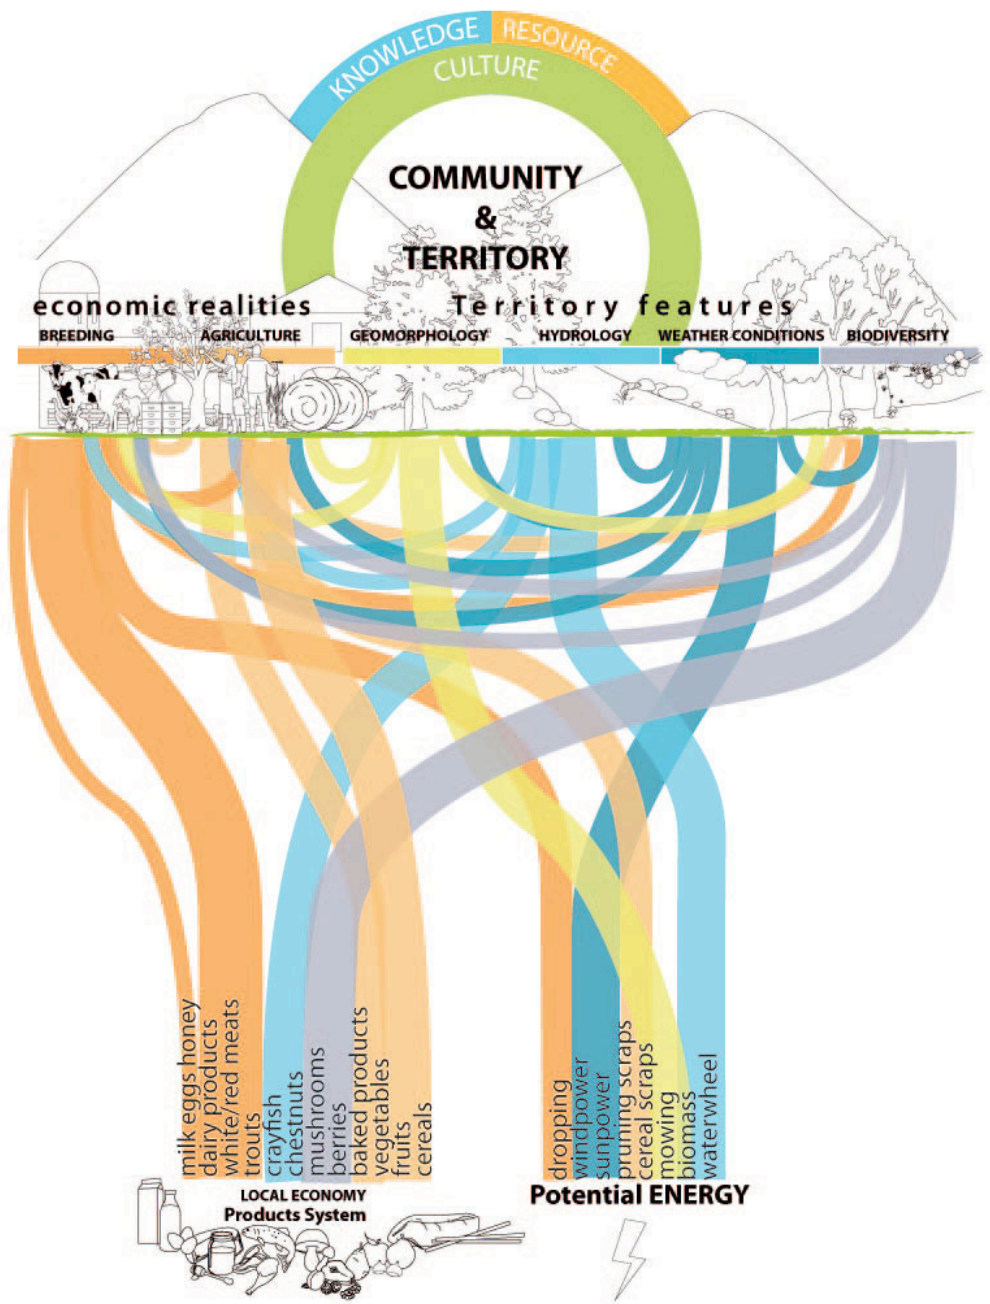 KNOWLEDGE
RESOURCE
CULTURE
COMMUNITY
&
TERRITORY
economic realities
Territory features
BREEDING
AGRICULTURE
GEOMORPHOLOGY
HYDROLOGY
WEATHER CONDITIONS
BIODIVERSITY
milk eggs honey
dairy products
white/red meats
trouts
crayfish
chestnuts
mushrooms
berries
baked products
vegetables
fruits
cereals
dropping
windpower
sunpower
pruning scraps
cereal scraps
mowing
biomass
waterwheel
LOCAL ECONOMY
Products System
Potential ENERGY